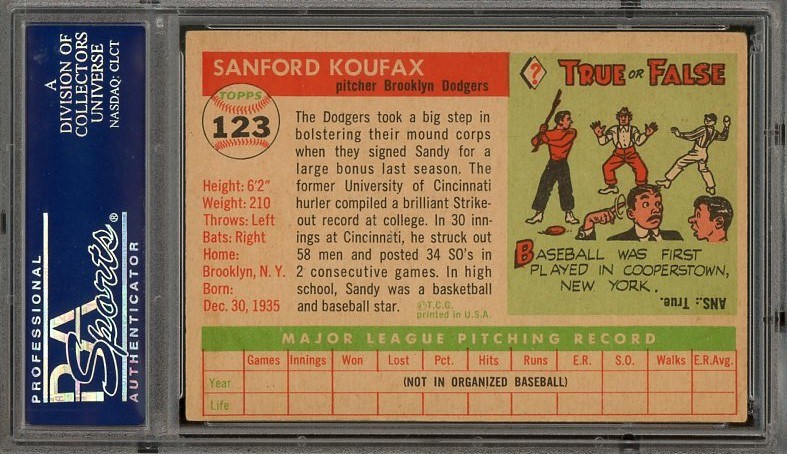 A
DIVISION OF
COLLECTORS
UNIVERSE
NASDAQ: CLCT
PROFESSIONAL
PSA
Sports®
AUTHENTICATOR
SANFORD KOUFAX
pitcher Brooklyn Dodgers
TOPPS
123
Height: 6'2"
Weight: 210
Throws: Left
Bats: Right
Home:
Brooklyn, N. Y.
Born:
Dec. 30, 1935
The Dodgers took a big step in
bolstering their mound corps
when they signed Sandy for a
large bonus last season. The
former University of Cincinnati
hurler compiled a brilliant Strike-
out record at college. In 30 inn-
ings at Cincinnati, he struck out
58 men and posted 34 SO's in
2 consecutive games. In high
school, Sandy was a basketball
and baseball star.
©T.C.G.
printed in U.S.A.
?
TRUE OR FALSE
BASEBALL WAS FIRST
PLAYED IN COOPERSTOWN,
NEW YORK.
ANS.: True.
MAJOR LEAGUE PITCHING RECORD
Games Innings Won Lost Pct. Hits Runs E.R. S.O. Walks E.R.Avg.
Year (NOT IN ORGANIZED BASEBALL)
Life